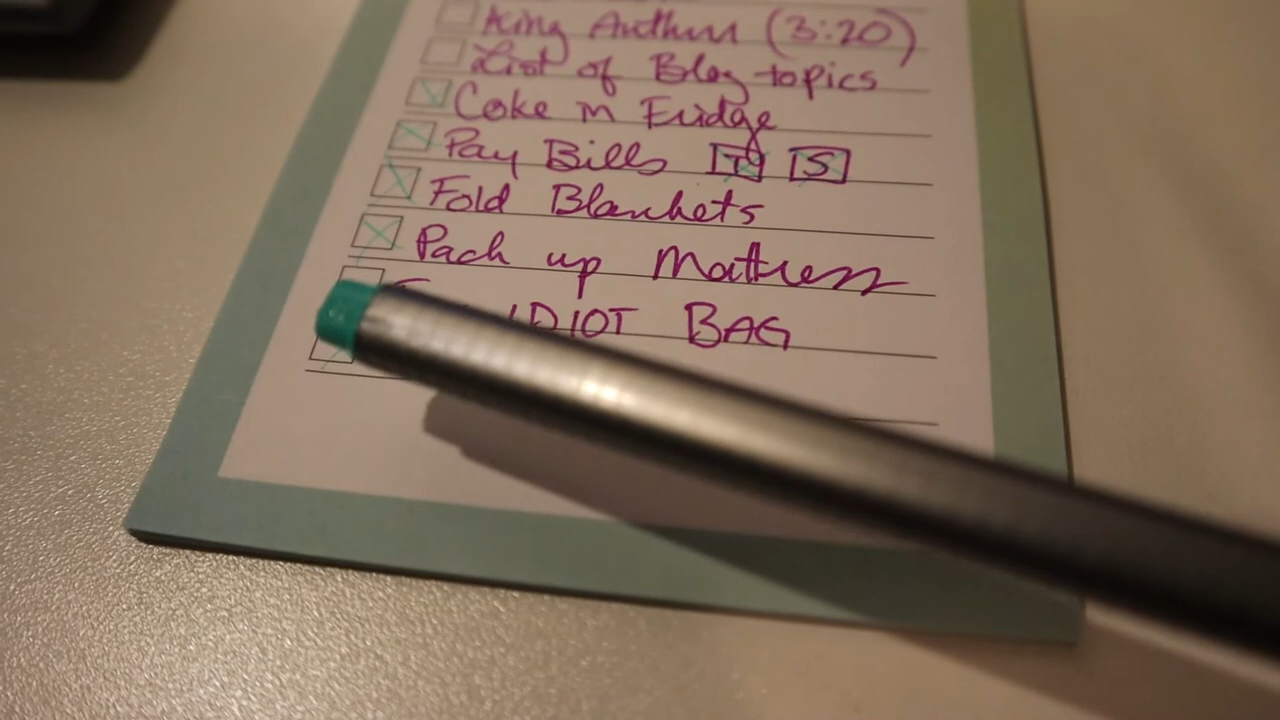 King Authur (3:20)
List of Blog topics
Coke in Fridge
Pay Bills T S
Fold Blankets
Pack up Mattress
IDIOT BAG